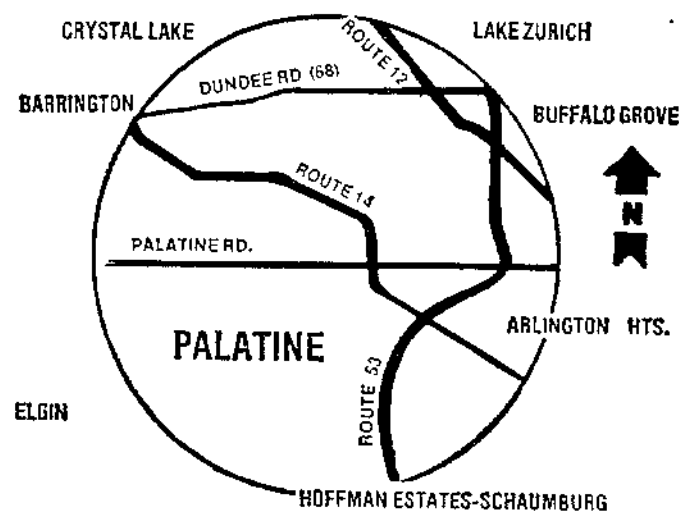 CRYSTAL LAKE
LAKE ZURICH
ROUTE 12
DUNDEE RD (68)
BARRINGTON
BUFFALO GROVE
ROUTE 14
N
PALATINE RD.
ARLINGTON HTS.
PALATINE
ROUTE 53
ELGIN
HOFFMAN ESTATES-SCHAUMBURG